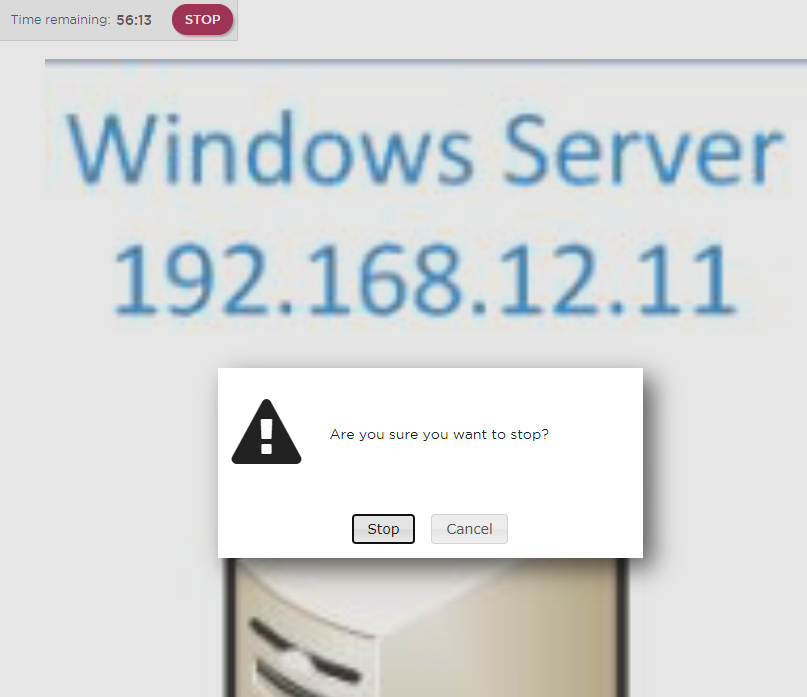 Time remaining: 56:13 STOP
Windows Server
192.168.12.11
Are you sure you want to stop?
Stop Cancel